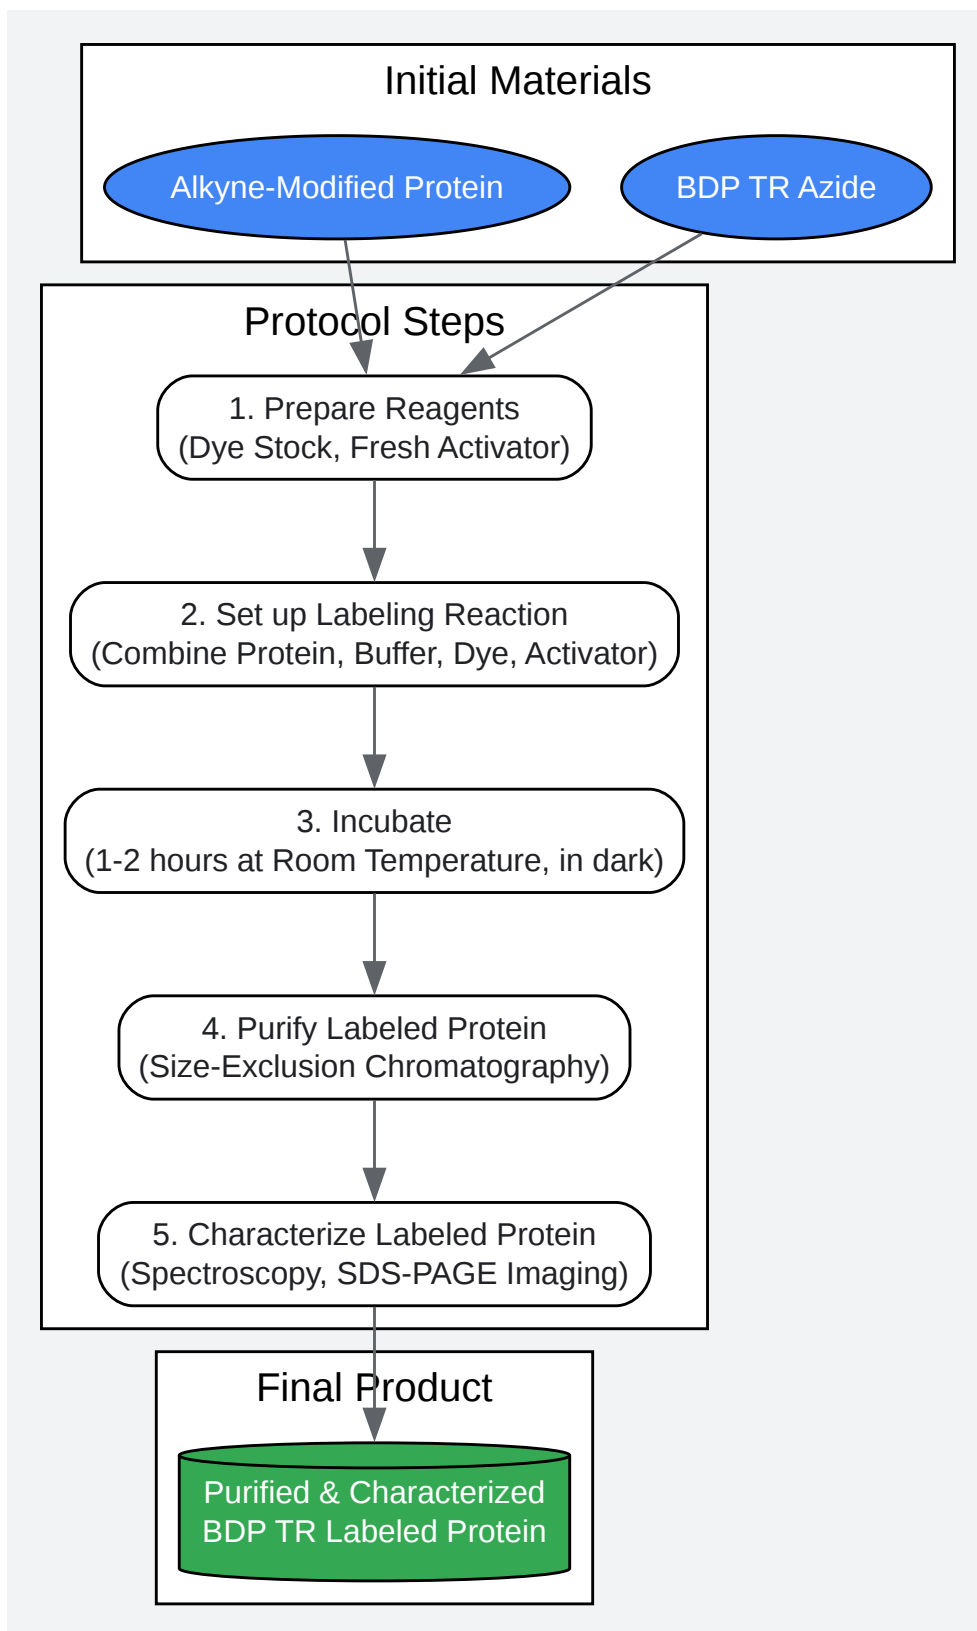 Initial Materials
Alkyne-Modified Protein
BDP TR Azide
Protocol Steps
1. Prepare Reagents
(Dye Stock, Fresh Activator)
2. Set up Labeling Reaction
(Combine Protein, Buffer, Dye, Activator)
3. Incubate
(1-2 hours at Room Temperature, in dark)
4. Purify Labeled Protein
(Size-Exclusion Chromatography)
5. Characterize Labeled Protein
(Spectroscopy, SDS-PAGE Imaging)
Final Product
Purified & Characterized
BDP TR Labeled Protein